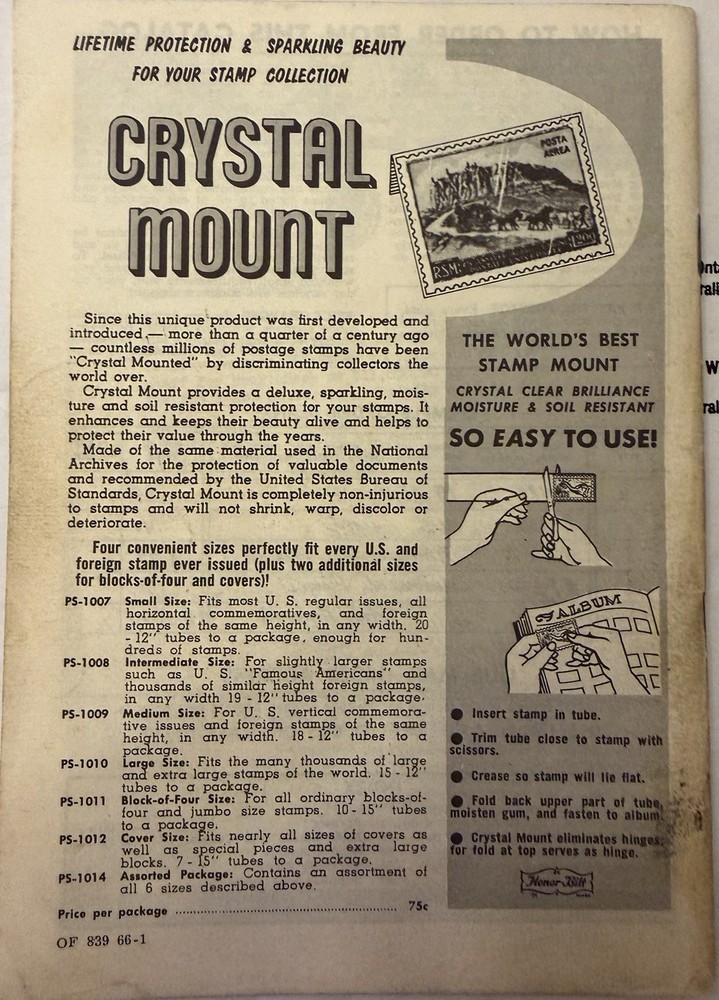 LIFETIME PROTECTION & SPARKLING BEAUTY
FOR YOUR STAMP COLLECTION
CRYSTAL
MOUNT
POSTA
AEREA
R.S.M.
L.200
Since this unique product was first developed and
introduced — more than a quarter of a century ago
— countless millions of postage stamps have been
"Crystal Mounted" by discriminating collectors the
world over.
Crystal Mount provides a deluxe, sparkling, mois-
ture and soil resistant protection for your stamps. It
enhances and keeps their beauty alive and helps to
protect their value through the years.
Made of the same material used in the National
Archives for the protection of valuable documents
and recommended by the United States Bureau of
Standards, Crystal Mount is completely non-injurious
to stamps and will not shrink, warp, discolor or
deteriorate.
Four convenient sizes perfectly fit every U.S. and
foreign stamp ever issued (plus two additional sizes
for blocks-of-four and covers)!
PS-1007 Small Size: Fits most U. S. regular issues, all
horizontal commemoratives, and foreign
stamps of the same height, in any width. 20
- 12" tubes to a package, enough for hun-
dreds of stamps.
PS-1008 Intermediate Size: For slightly larger stamps
such as U. S. "Famous Americans" and
thousands of similar height foreign stamps,
in any width 19 - 12" tubes to a package.
PS-1009 Medium Size: For U. S. vertical commemora-
tive issues and foreign stamps of the same
height, in any width. 18 - 12" tubes to a
package.
PS-1010 Large Size: Fits the many thousands of large
and extra large stamps of the world. 15 - 12"
tubes to a package.
PS-1011 Block-of-Four Size: For all ordinary blocks-of-
four and jumbo size stamps. 10 - 15" tubes
to a package.
PS-1012 Cover Size: Fits nearly all sizes of covers as
well as special pieces and extra large
blocks. 7 - 15" tubes to a package.
PS-1014 Assorted Package: Contains an assortment of
all 6 sizes described above.
Price per package ........................................ 75c
OF 839 66-1
THE WORLD'S BEST
STAMP MOUNT
CRYSTAL CLEAR BRILLIANCE
MOISTURE & SOIL RESISTANT
SO EASY TO USE!
ALBUM
● Insert stamp in tube.
● Trim tube close to stamp with
scissors.
● Crease so stamp will lie flat.
● Fold back upper part of tube,
moisten gum, and fasten to album.
● Crystal Mount eliminates hinges,
for fold at top serves as hinge.
Honor-Bilt